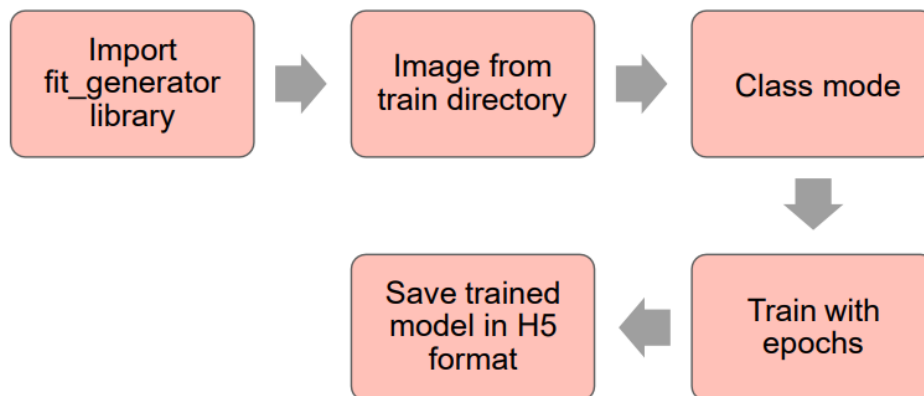 Import
fit_generator
library
Image from
train directory
Class mode
Train with
epochs
Save trained
model in H5
format